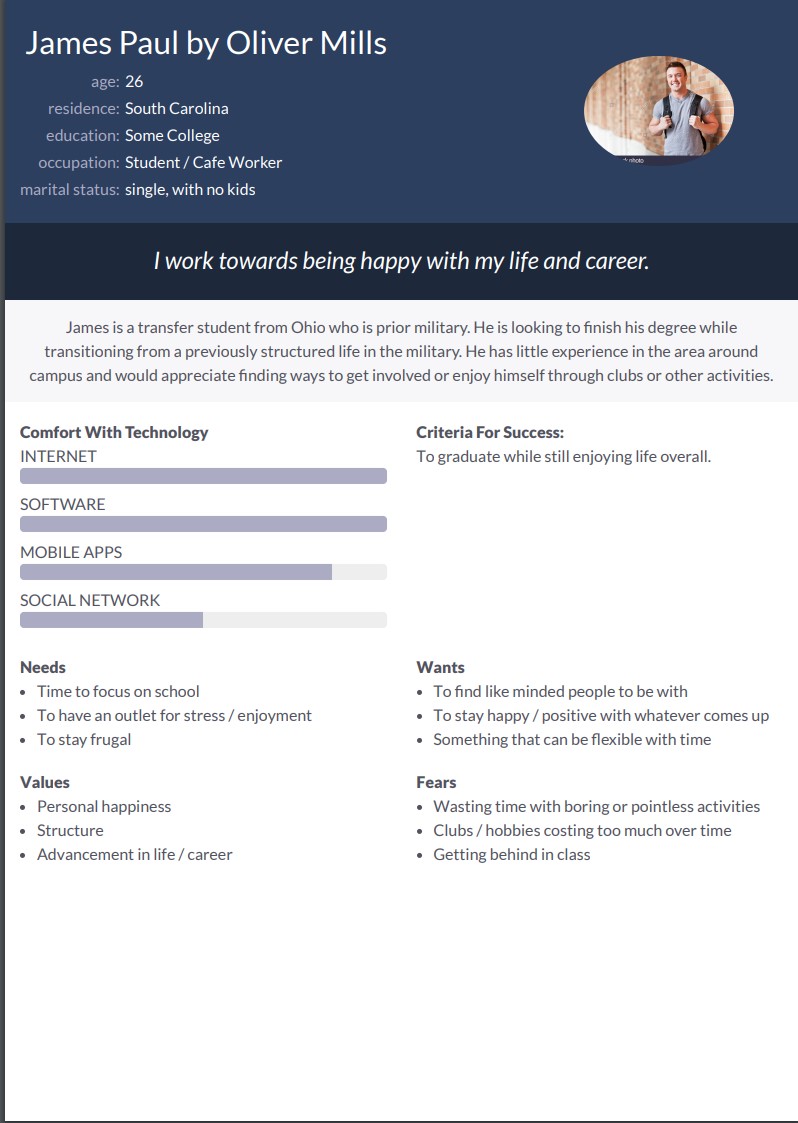 James Paul by Oliver Mills
age: 26
residence: South Carolina
education: Some College
occupation: Student / Cafe Worker
marital status: single, with no kids
photo
I work towards being happy with my life and career.
James is a transfer student from Ohio who is prior military. He is looking to finish his degree while
transitioning from a previously structured life in the military. He has little experience in the area around
campus and would appreciate finding ways to get involved or enjoy himself through clubs or other activities.
Comfort With Technology
INTERNET
SOFTWARE
MOBILE APPS
SOCIAL NETWORK
Criteria For Success:
To graduate while still enjoying life overall.
Needs
• Time to focus on school
• To have an outlet for stress / enjoyment
• To stay frugal
Wants
• To find like minded people to be with
• To stay happy / positive with whatever comes up
• Something that can be flexible with time
Values
• Personal happiness
• Structure
• Advancement in life / career
Fears
• Wasting time with boring or pointless activities
• Clubs / hobbies costing too much over time
• Getting behind in class